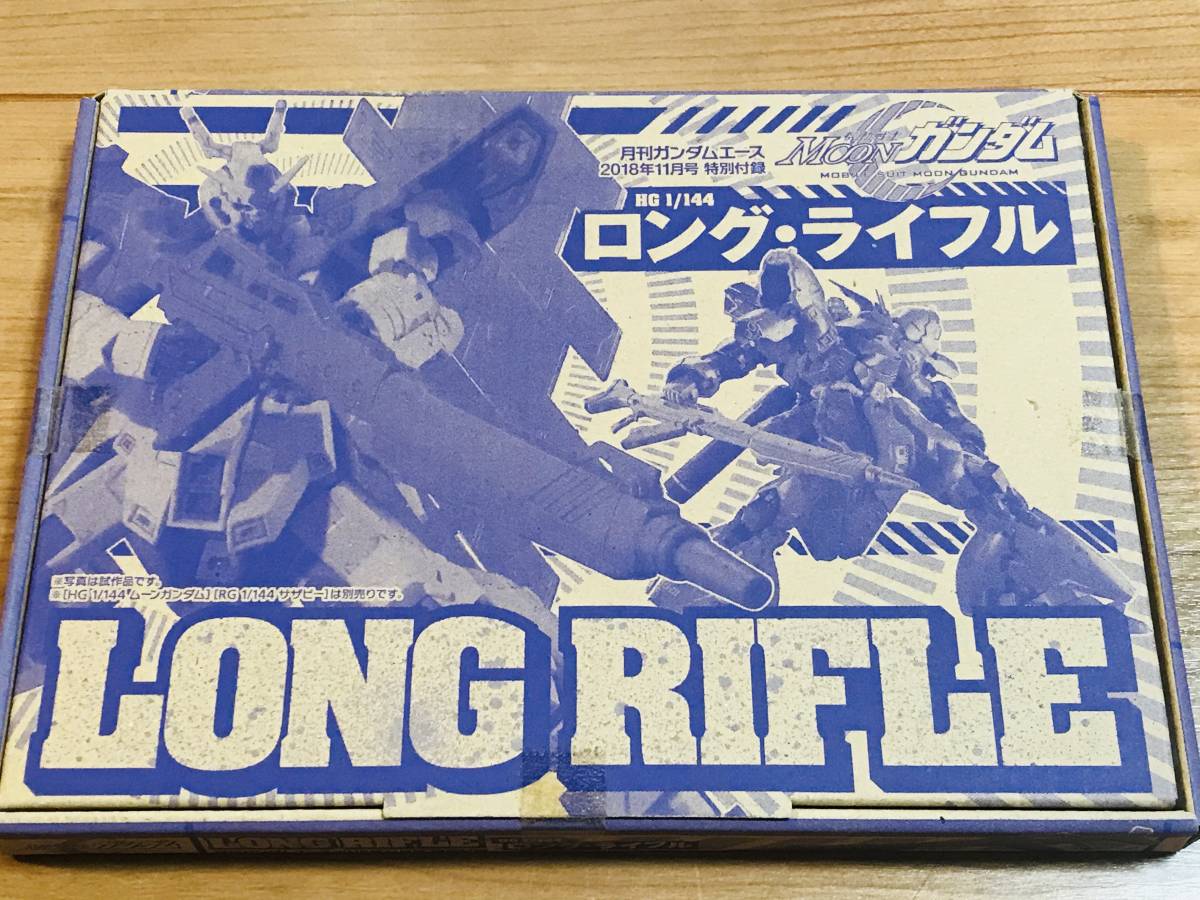 月刊ガンダムエース
2018年11月号 特別付録
MOONガンダム
MOBILE SUIT MOON GUNDAM
HG 1/144
ロング・ライフル
※写真は試作品です。
※[HG 1/144 ムーンガンダム][RG 1/144 サザビー]は別売りです。
LONG RIFLE
LONG RIFLE